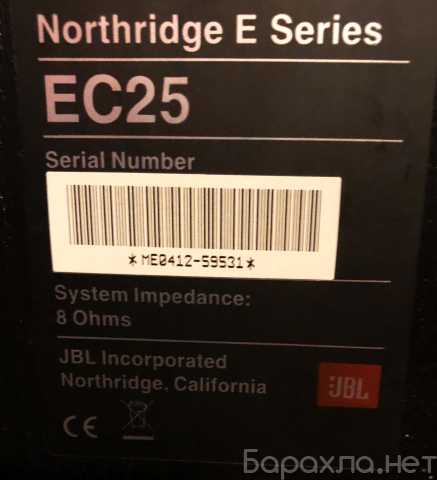 Northridge E Series
EC25
Serial Number
*ME0412-59531*
System Impedance:
8 Ohms
JBL Incorporated
Northridge, California
JBL
CE
Барахла.нет